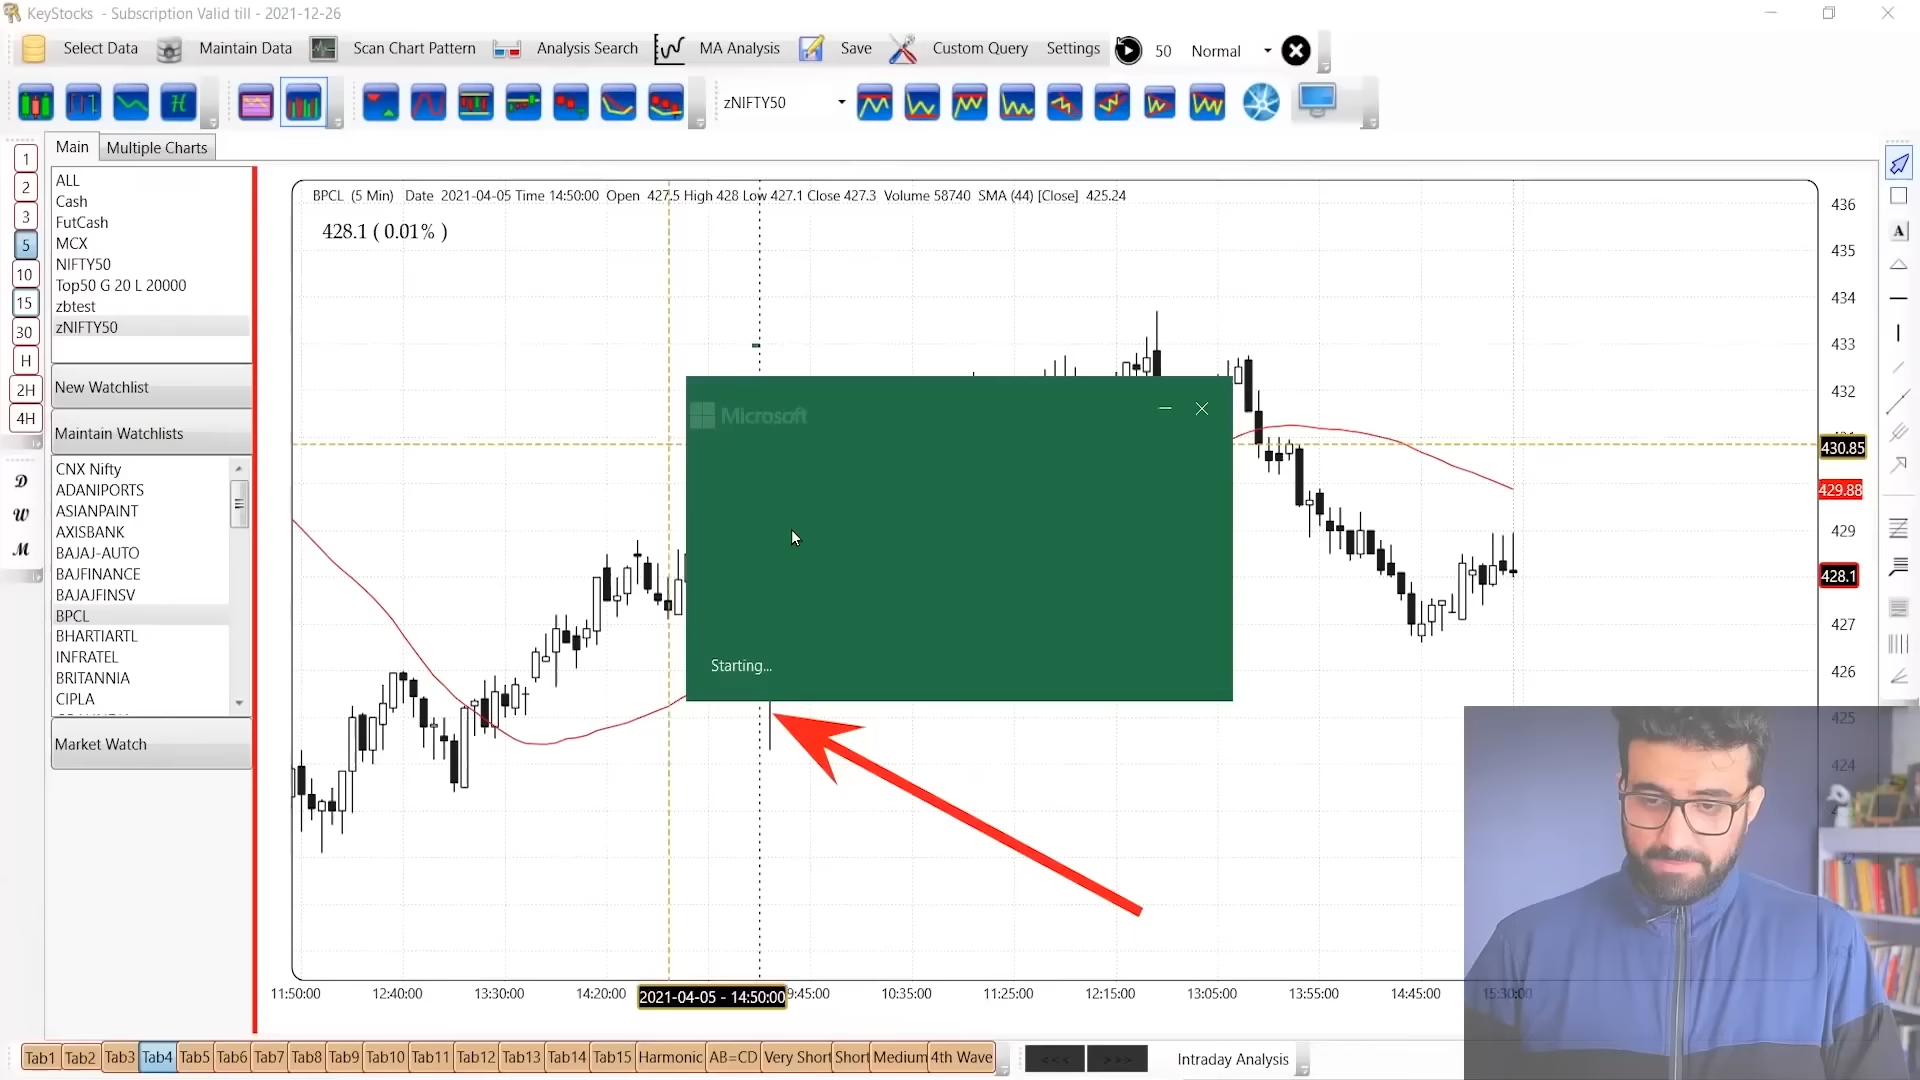 KeyStocks - Subscription Valid till - 2021-12-26
Select Data Maintain Data Scan Chart Pattern Analysis Search MA Analysis Save Custom Query Settings 50 Normal
zNIFTY50
Main Multiple Charts
1
2
3
5
10
15
30
H
2H
4H
D
W
M
ALL
Cash
FutCash
MCX
NIFTY50
Top50 G 20 L 20000
zbtest
zNIFTY50
New Watchlist
Maintain Watchlists
CNX Nifty
ADANIPORTS
ASIANPAINT
AXISBANK
BAJAJ-AUTO
BAJFINANCE
BAJAJFINSV
BPCL
BHARTIARTL
INFRATEL
BRITANNIA
CIPLA
Market Watch
BPCL (5 Min) Date 2021-04-05 Time 14:50:00 Open 427.5 High 428 Low 427.1 Close 427.3 Volume 58740 SMA (44) [Close] 425.24
428.1 ( 0.01% )
Microsoft
Starting...
436
435
434
433
432
430.85
429.88
429
428.1
427
426
425
424
A
11:50:00 12:40:00 13:30:00 14:20:00 2021-04-05 - 14:50:00 9:45:00 10:35:00 11:25:00 12:15:00 13:05:00 13:55:00 14:45:00 15:30:00
Tab1 Tab2 Tab3 Tab4 Tab5 Tab6 Tab7 Tab8 Tab9 Tab10 Tab11 Tab12 Tab13 Tab14 Tab15 Harmonic AB=CD Very Short Short Medium 4th Wave <<< >>> Intraday Analysis